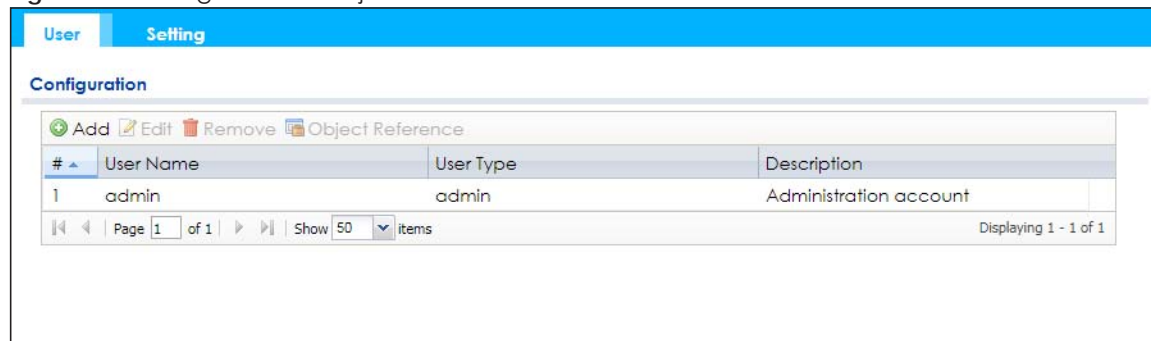 User Setting
Configuration
Add Edit Remove Object Reference
# User Name User Type Description
1 admin admin Administration account
Page 1 of 1 Show 50 items Displaying 1 - 1 of 1